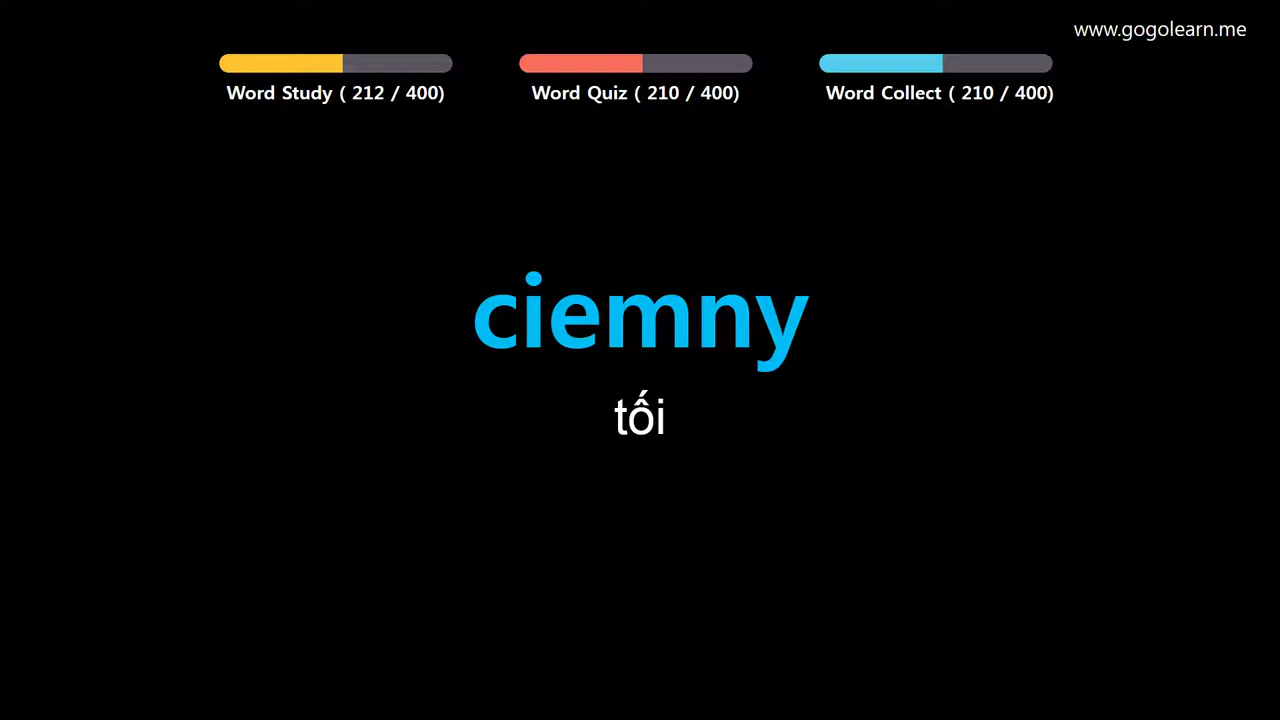 www.gogolearn.me
Word Study ( 212 / 400)
Word Quiz ( 210 / 400)
Word Collect ( 210 / 400)
ciemny
tối